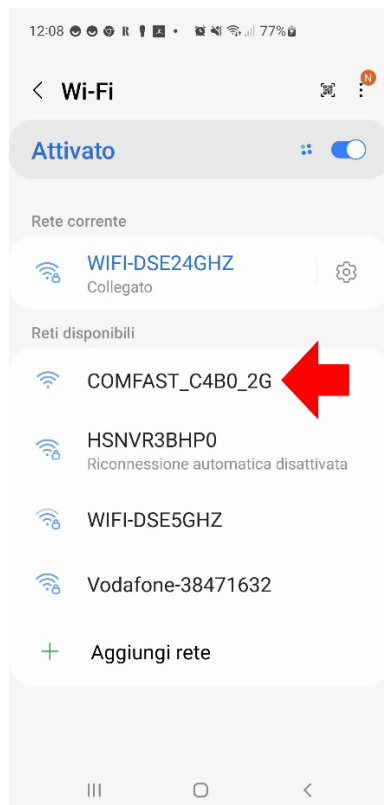 12:08 R 77%
Wi-Fi
N
Attivato
Rete corrente
WIFI-DSE24GHZ
Collegato
Reti disponibili
COMFAST_C4B0_2G
HSNVR3BHP0
Riconnessione automatica disattivata
WIFI-DSE5GHZ
Vodafone-38471632
Aggiungi rete